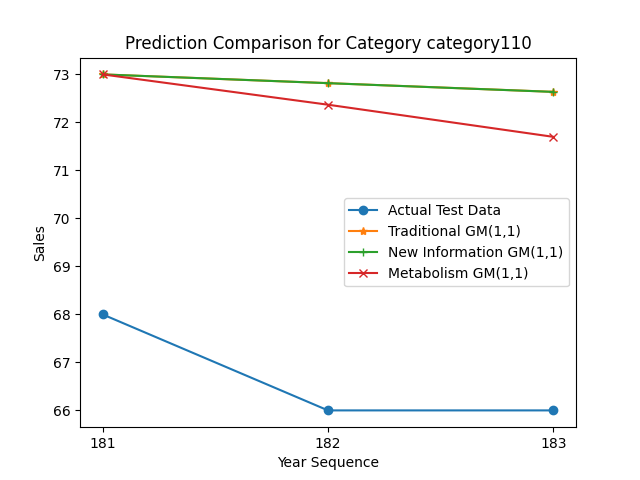 Prediction Comparison for Category category110
73
72
71
70
69
68
67
66
Sales
Actual Test Data
Traditional GM(1,1)
New Information GM(1,1)
Metabolism GM(1,1)
181
182
183
Year Sequence